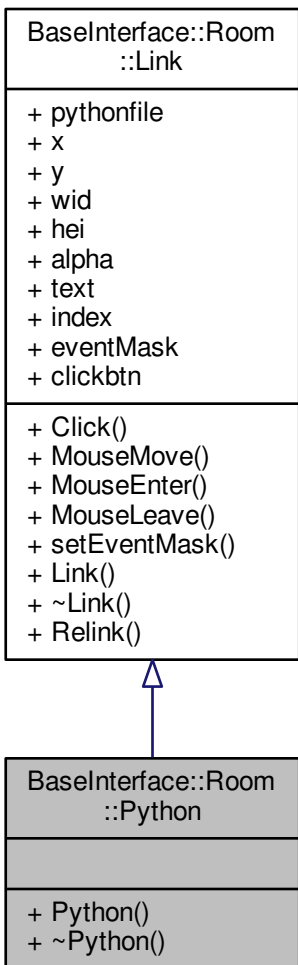 BaseInterface::Room
::Link
+ pythonfile
+ x
+ y
+ wid
+ hei
+ alpha
+ text
+ index
+ eventMask
+ clickbtn
+ Click()
+ MouseMove()
+ MouseEnter()
+ MouseLeave()
+ setEventMask()
+ Link()
+ ~Link()
+ Relink()
BaseInterface::Room
::Python
+ Python()
+ ~Python()